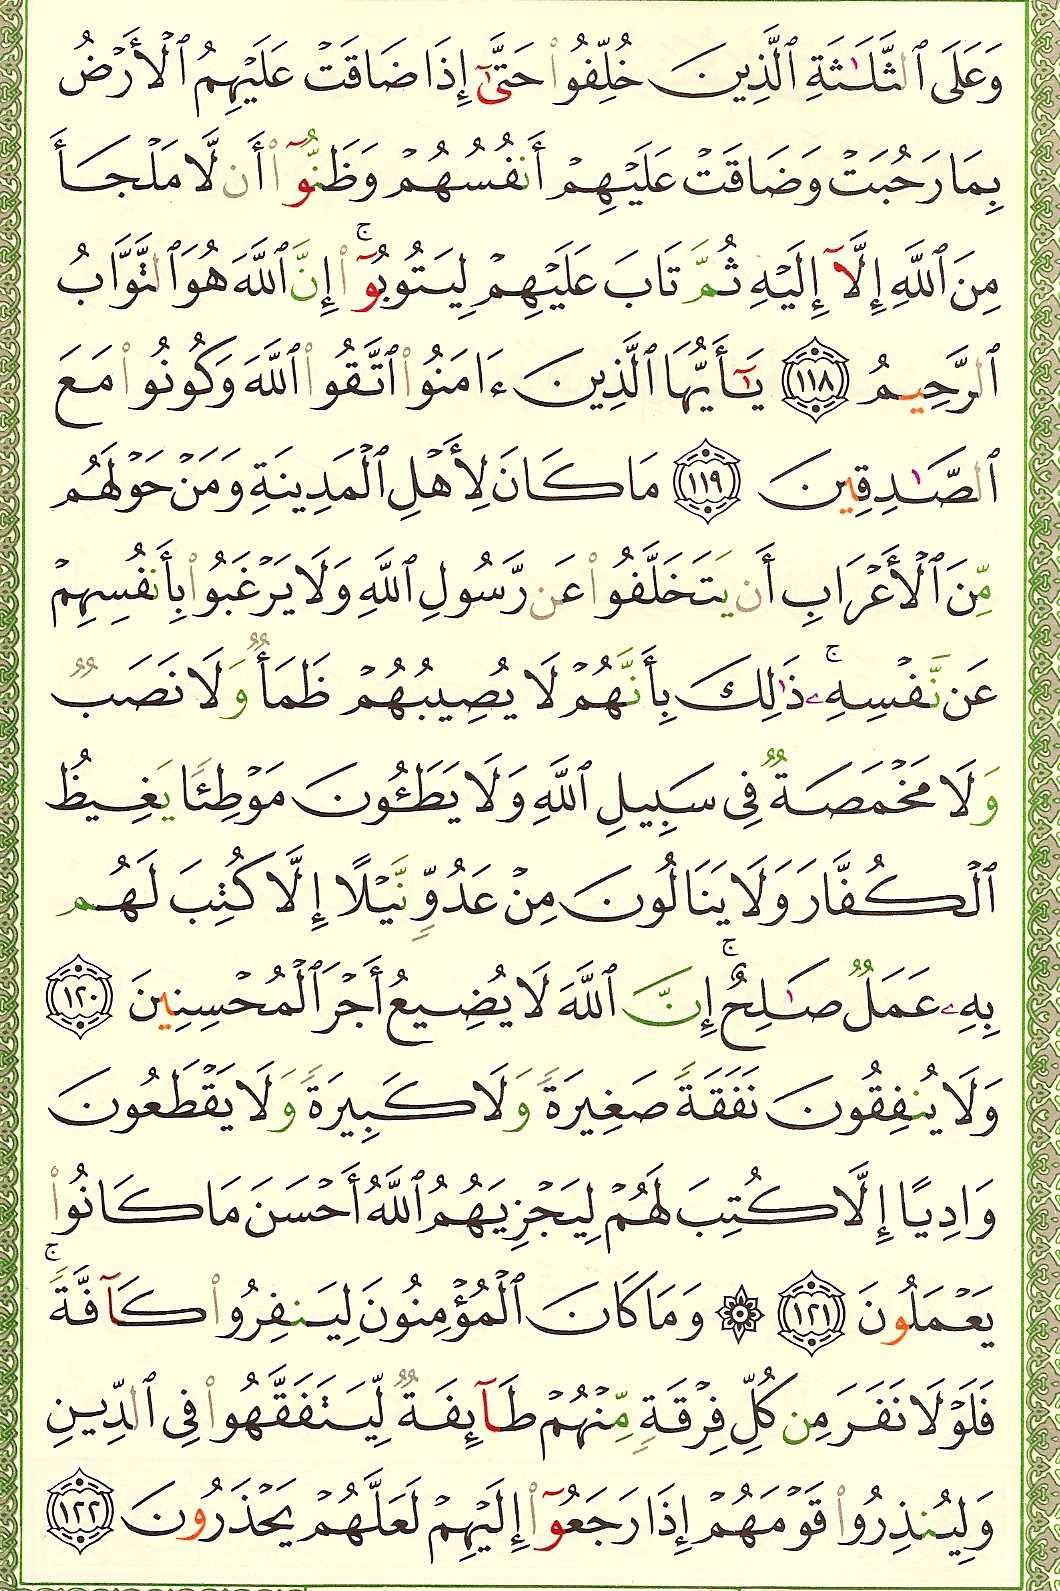 وَعَلَى ٱلثَّلَـٰثَةِ ٱلَّذِينَ خُلِّفُوا۟ حَتَّىٰٓ إِذَا ضَاقَتْ عَلَيْهِمُ ٱلْأَرْضُ
بِمَا رَحُبَتْ وَضَاقَتْ عَلَيْهِمْ أَنفُسُهُمْ وَظَنُّوٓا۟ أَن لَّا مَلْجَأَ
مِنَ ٱللَّهِ إِلَّآ إِلَيْهِ ثُمَّ تَابَ عَلَيْهِمْ لِيَتُوبُوٓا۟ ۚ إِنَّ ٱللَّهَ هُوَ ٱلتَّوَّابُ
ٱلرَّحِيمُ ١١٨ يَـٰٓأَيُّهَا ٱلَّذِينَ ءَامَنُوا۟ ٱتَّقُوا۟ ٱللَّهَ وَكُونُوا۟ مَعَ
ٱلصَّـٰدِقِينَ ١١٩ مَا كَانَ لِأَهْلِ ٱلْمَدِينَةِ وَمَنْ حَوْلَهُم
مِّنَ ٱلْأَعْرَابِ أَن يَتَخَلَّفُوا۟ عَن رَّسُولِ ٱللَّهِ وَلَا يَرْغَبُوا۟ بِأَنفُسِهِمْ
عَن نَّفْسِهِۦ ۚ ذَٰلِكَ بِأَنَّهُمْ لَا يُصِيبُهُمْ ظَمَأٌ وَلَا نَصَبٌ
وَلَا مَخْمَصَةٌ فِى سَبِيلِ ٱللَّهِ وَلَا يَطَـُٔونَ مَوْطِئًا يَغِيظُ
ٱلْكُفَّارَ وَلَا يَنَالُونَ مِنْ عَدُوٍّ نَّيْلًا إِلَّا كُتِبَ لَهُم
بِهِۦ عَمَلٌ صَـٰلِحٌ ۚ إِنَّ ٱللَّهَ لَا يُضِيعُ أَجْرَ ٱلْمُحْسِنِينَ ١٢٠
وَلَا يُنفِقُونَ نَفَقَةً صَغِيرَةً وَلَا كَبِيرَةً وَلَا يَقْطَعُونَ
وَادِيًا إِلَّا كُتِبَ لَهُمْ لِيَجْزِيَهُمُ ٱللَّهُ أَحْسَنَ مَا كَانُوا۟
يَعْمَلُونَ ١٢١ ۞ وَمَا كَانَ ٱلْمُؤْمِنُونَ لِيَنفِرُوا۟ كَآفَّةً ۚ
فَلَوْلَا نَفَرَ مِن كُلِّ فِرْقَةٍ مِّنْهُمْ طَآئِفَةٌ لِّيَتَفَقَّهُوا۟ فِى ٱلدِّينِ
وَلِيُنذِرُوا۟ قَوْمَهُمْ إِذَا رَجَعُوٓا۟ إِلَيْهِمْ لَعَلَّهُمْ يَحْذَرُونَ ١٢٢